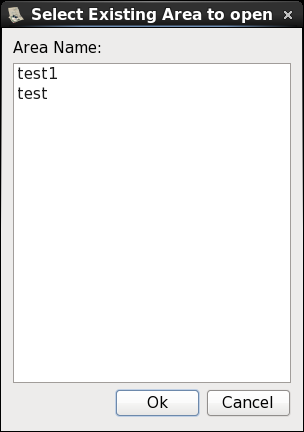 Select Existing Area to open
Area Name:
test1
test
Ok
Cancel